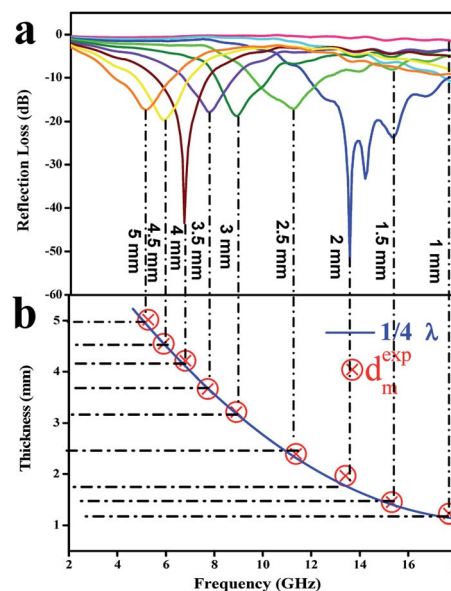 a
Reflection Loss (dB)
0
-10
-20
-30
-40
-50
-60
5 mm
4.5 mm
4 mm
3.5 mm
3 mm
2.5 mm
2 mm
1.5 mm
1 mm
b
Thickness (mm)
5
4
3
2
1
1/4 λ
d_m^exp
2 4 6 8 10 12 14 16 18
Frequency (GHz)